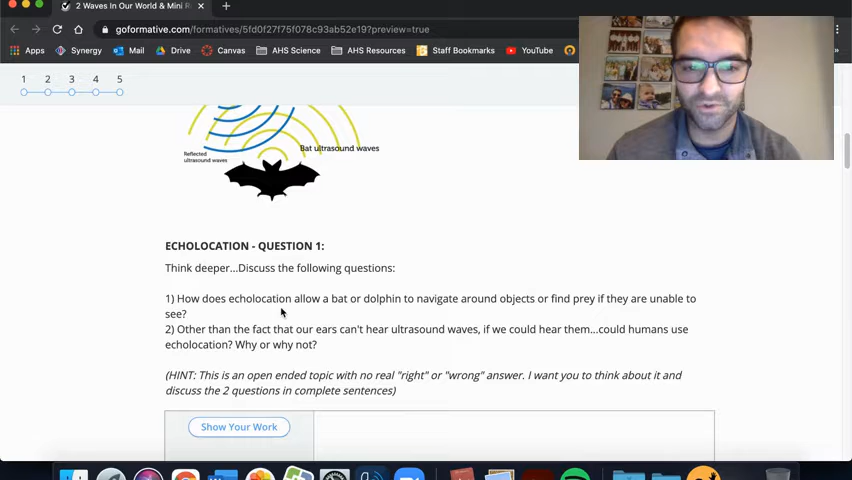 2 Waves In Our World & Mini R
goformative.com/formatives/5fd0f27f75f078c93ab52e19?preview=true
Apps Synergy Mail Drive Canvas AHS Science AHS Resources Staff Bookmarks YouTube
1 2 3 4 5
Reflected
ultrasound waves
Bat ultrasound waves
ECHOLOCATION - QUESTION 1:
Think deeper...Discuss the following questions:
1) How does echolocation allow a bat or dolphin to navigate around objects or find prey if they are unable to
see?
2) Other than the fact that our ears can't hear ultrasound waves, if we could hear them...could humans use
echolocation? Why or why not?
(HINT: This is an open ended topic with no real "right" or "wrong" answer. I want you to think about it and
discuss the 2 questions in complete sentences)
Show Your Work